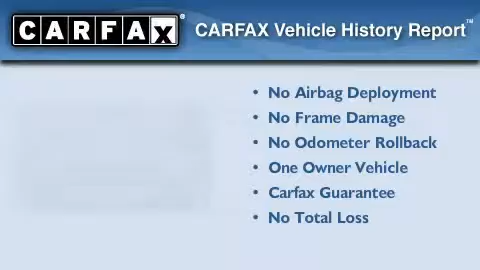 CARFAX® CARFAX Vehicle History Report™
• No Airbag Deployment
• No Frame Damage
• No Odometer Rollback
• One Owner Vehicle
• Carfax Guarantee
• No Total Loss